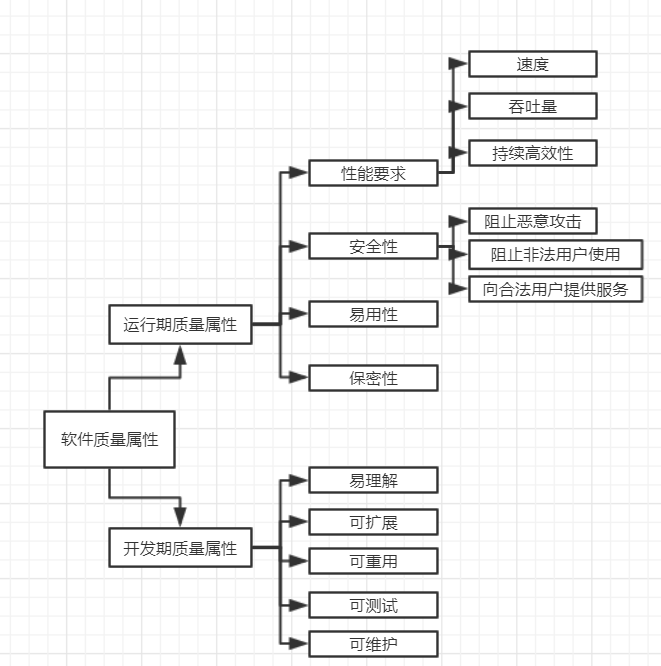 速度
吞吐量
持续高效性
性能要求
阻止恶意攻击
安全性
阻止非法用户使用
向合法用户提供服务
易用性
运行期质量属性
保密性
软件质量属性
易理解
可扩展
开发期质量属性
可重用
可测试
可维护